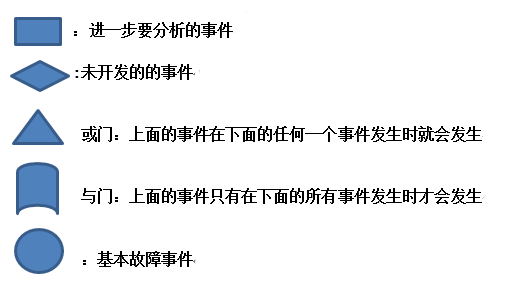 ：进一步要分析的事件
:未开发的的事件
或门：上面的事件在下面的任何一个事件发生时就会发生
与门：上面的事件只有在下面的所有事件发生时才会发生
：基本故障事件